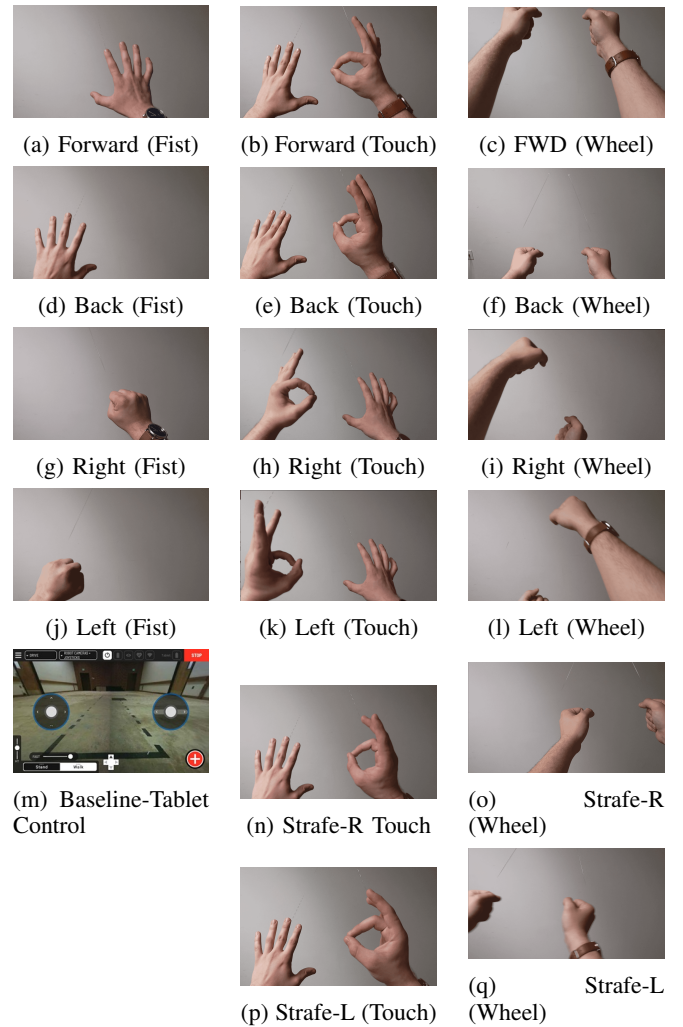 (a) Forward (Fist)
(b) Forward (Touch)
(c) FWD (Wheel)
(d) Back (Fist)
(e) Back (Touch)
(f) Back (Wheel)
(g) Right (Fist)
(h) Right (Touch)
(i) Right (Wheel)
(j) Left (Fist)
(k) Left (Touch)
(l) Left (Wheel)
STOP
Stand Walk
(m) Baseline-Tablet
Control
(n) Strafe-R Touch
(o) Strafe-R
(Wheel)
(p) Strafe-L (Touch)
(q) Strafe-L
(Wheel)